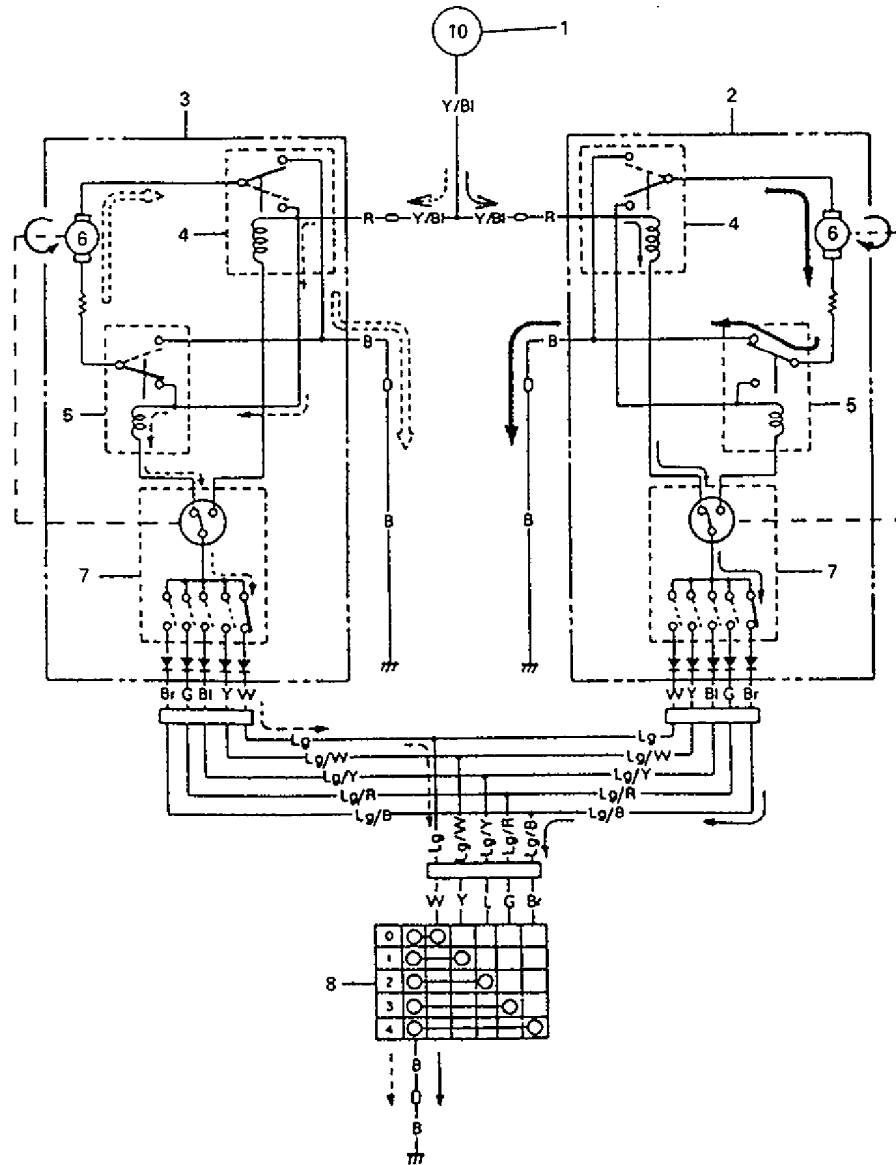 10 1
Y/Bl
3 2
4 R Y/Bl Y/Bl R 4
6 6
B B
6 5
B B
7 7
Br G Bl Y W W Y Bl G Br
Lg Lg
Lg/W Lg/W
Lg/Y Lg/Y
Lg/R Lg/R
Lg/B Lg/B
Lg Lg/W Lg/Y Lg/R Lg/B
W Y L G Br
0
1
8 2
3
4
B
B